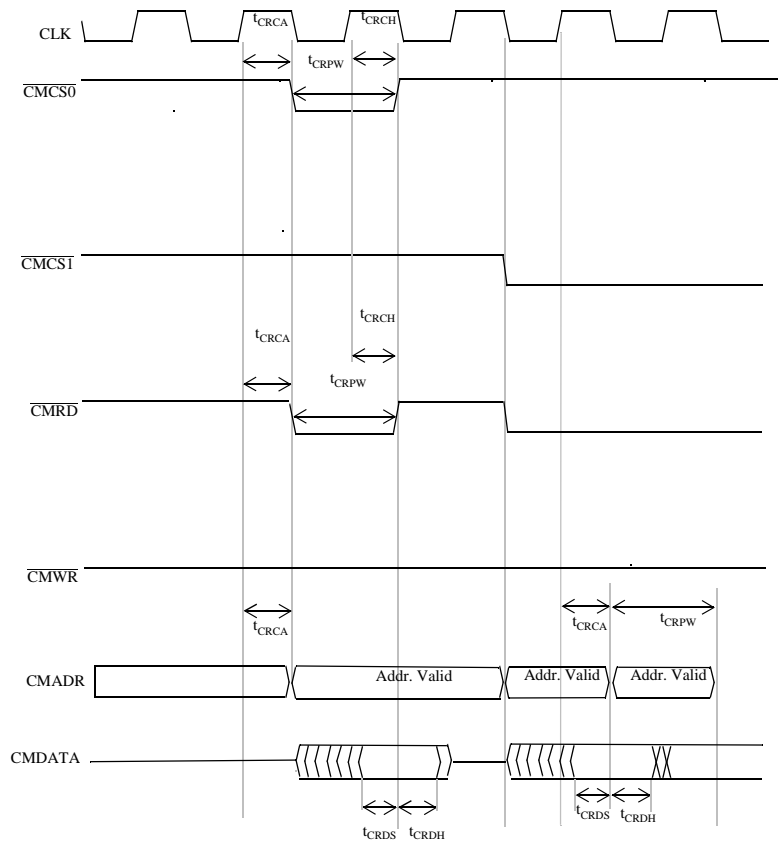 CLK
tCRCA
tCRCH
tCRPW
CMCS0
CMCS1
tCRCH
tCRCA
tCRPW
CMRD
CMWR
tCRCA
tCRCA
tCRPW
CMADR
Addr. Valid
Addr. Valid
Addr. Valid
CMDATA
tCRDS
tCRDH
tCRDS
tCRDH